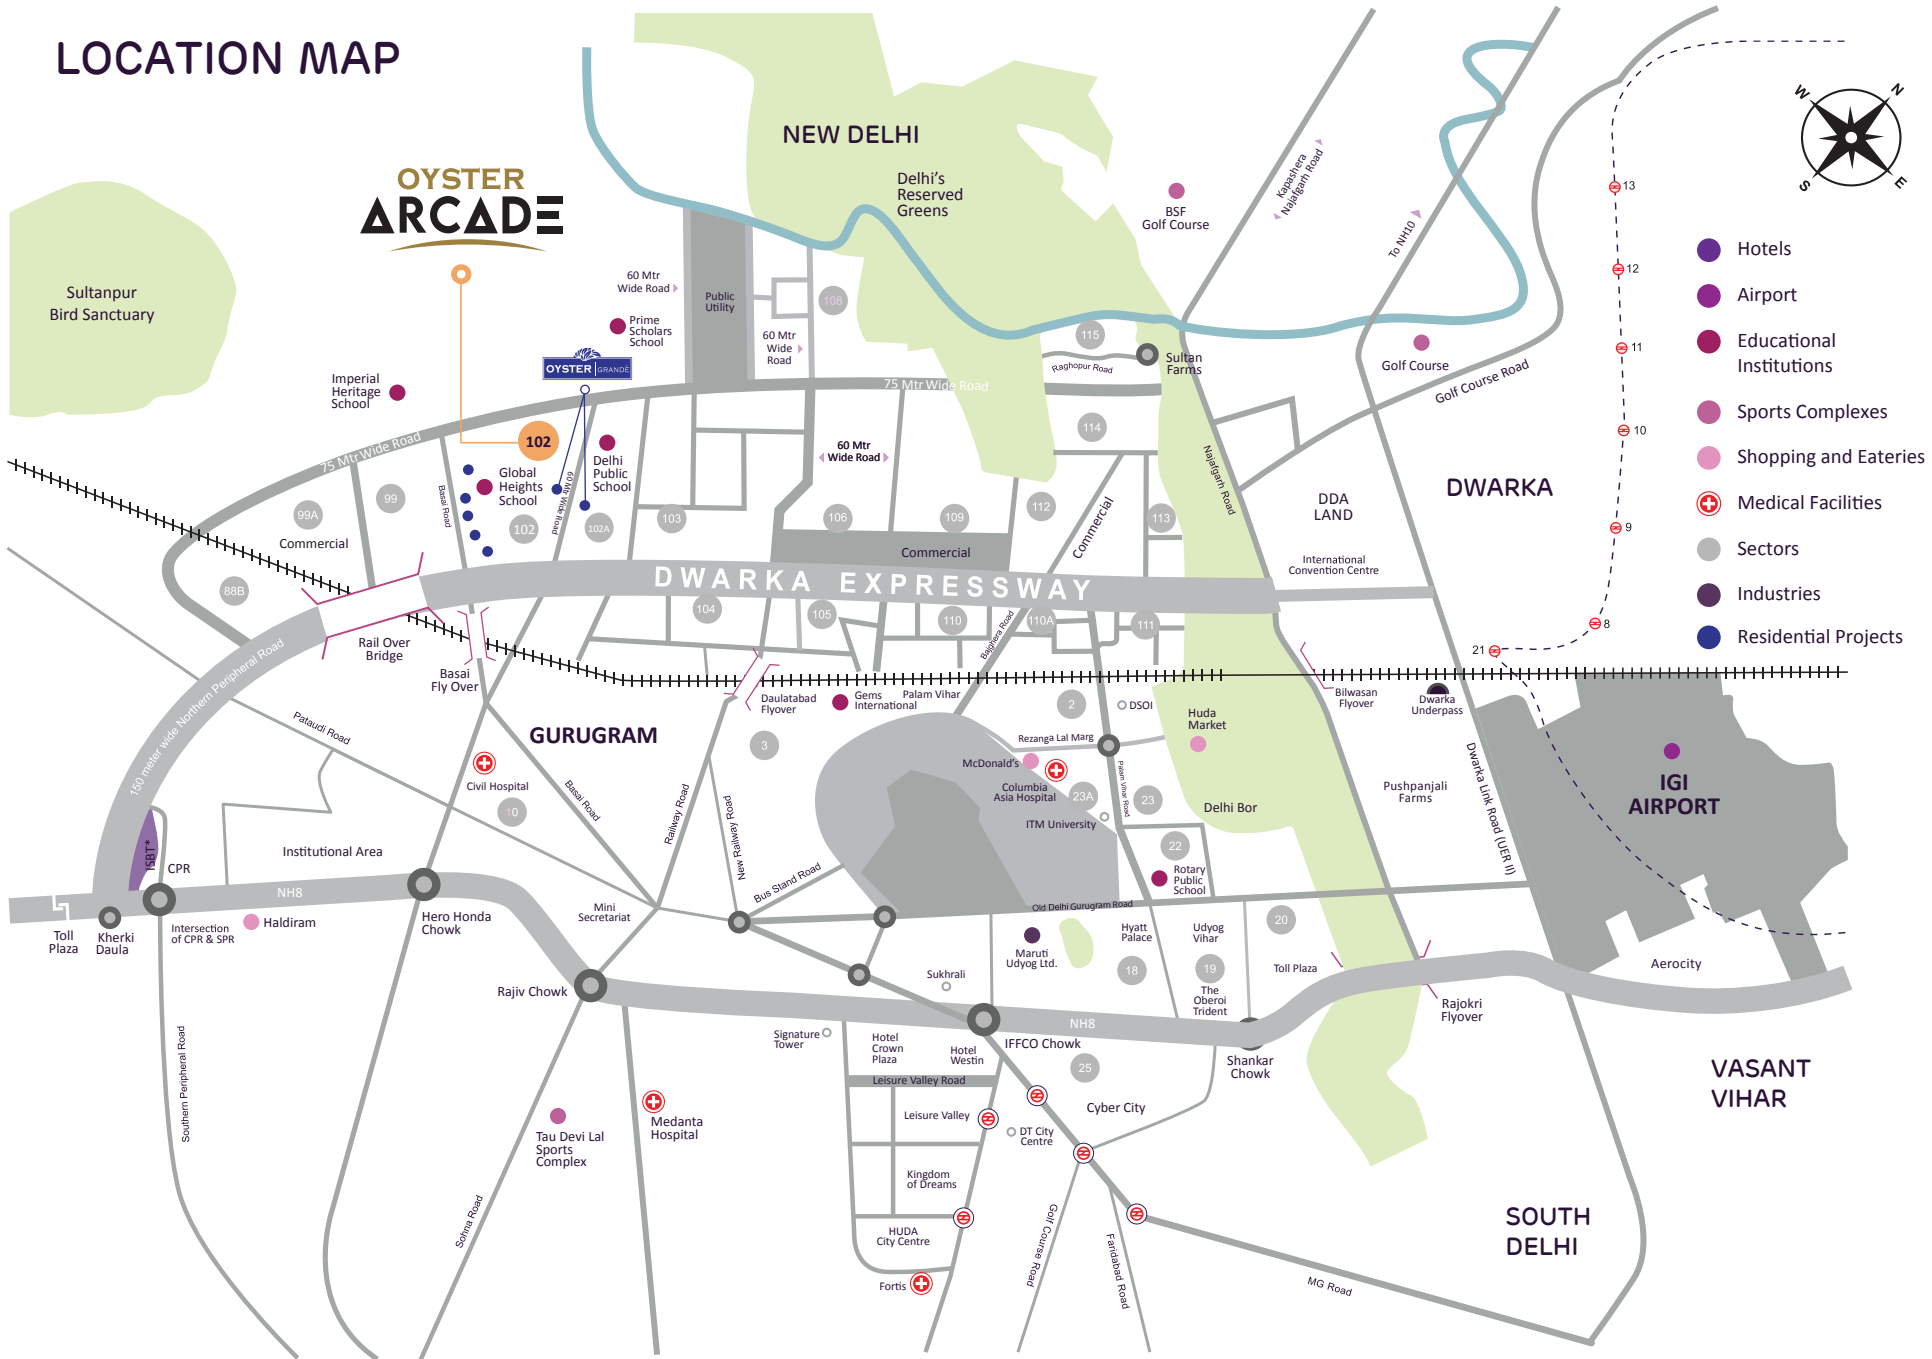 LOCATION MAP
OYSTER
ARCADE
Sultanpur
Bird Sanctuary
NEW DELHI
Delhi's
Reserved
Greens
BSF
Golf Course
Kapashera
Najafgarh Road
To NH10
W
N
S
E
13
12
11
10
9
8
21
Hotels
Airport
Educational
Institutions
Sports Complexes
Shopping and Eateries
Medical Facilities
Sectors
Industries
Residential Projects
60 Mtr
Wide Road
Public
Utility
60 Mtr
Wide
Road
108
Prime
Scholars
School
OYSTER GRANDE
Imperial
Heritage
School
115
Raghopur Road
Sultan
Farms
Golf Course
Golf Course Road
75 Mtr Wide Road
75 Mtr Wide Road
102
Global
Heights
School
Delhi
Public
School
60 Mtr Wide Road
60 Mtr
Wide Road
114
Najafgarh Road
DWARKA
DDA
LAND
99A
99
Commercial
Basai Road
102
102A
103
106
109
112
113
Commercial
Commercial
International
Convention Centre
88B
DWARKA EXPRESSWAY
104
105
110
110A
111
Bajghera Road
Rail Over
Bridge
Basai
Fly Over
150 meter wide Northern Peripheral Road
Daulatabad
Flyover
Gems
International
Palam Vihar
2
DSOI
Huda
Market
Bilwasan
Flyover
Dwarka
Underpass
Pataudi Road
GURUGRAM
3
Rezanga Lal Marg
McDonald's
Columbia
Asia Hospital
23A
Palam Vihar Road
23
Delhi Bor
Pushpanjali
Farms
Dwarka Link Road (UER II)
IGI
AIRPORT
Civil Hospital
10
Basai Road
Railway Road
New Railway Road
ITM University
22
Rotary
Public
School
ISBT*
CPR
Institutional Area
NH8
Bus Stand Road
Old Delhi Gurugram Road
Toll
Plaza
Kherki
Daula
Intersection
of CPR & SPR
Haldiram
Hero Honda
Chowk
Mini
Secretariat
Maruti
Udyog Ltd.
Hyatt
Palace
18
Udyog
Vihar
19
The
Oberoi
Trident
20
Toll Plaza
Aerocity
Rajiv Chowk
Sukhrali
Rajokri
Flyover
Signature
Tower
Hotel
Crown
Plaza
Hotel
Westin
IFFCO Chowk
NH8
25
Shankar
Chowk
VASANT
VIHAR
Southern Peripheral Road
Leisure Valley Road
Leisure Valley
Cyber City
DT City
Centre
Tau Devi Lal
Sports
Complex
Medanta
Hospital
Kingdom
of Dreams
HUDA
City Centre
Fortis
Sohna Road
Golf Course Road
Faridabad Road
MG Road
SOUTH
DELHI